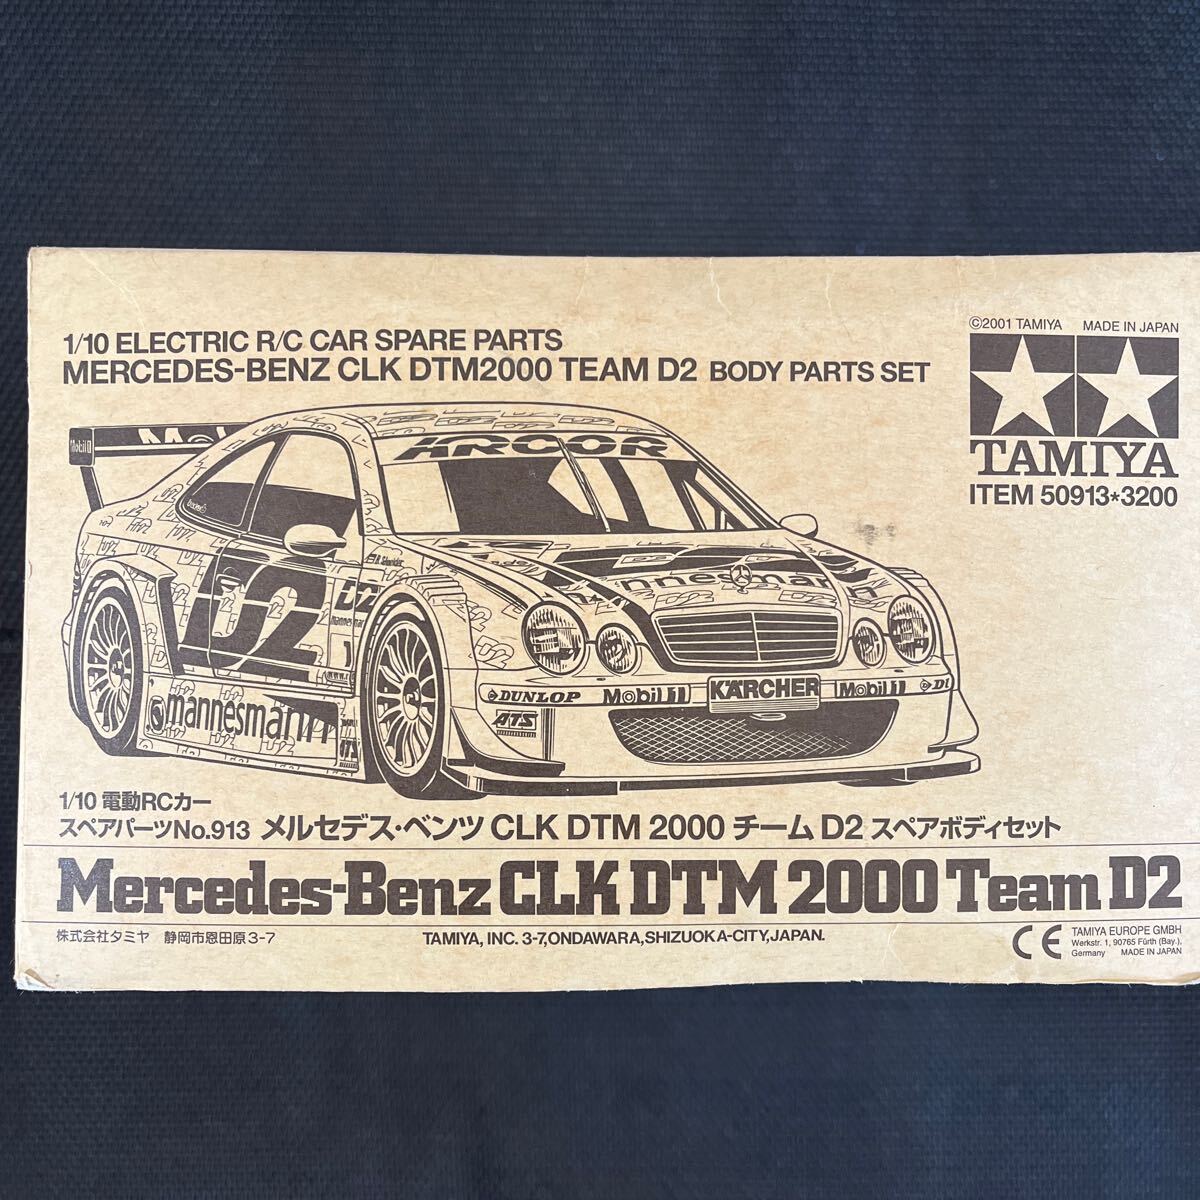 1/10 ELECTRIC R/C CAR SPARE PARTS
MERCEDES-BENZ CLK DTM2000 TEAM D2 BODY PARTS SET
©2001 TAMIYA MADE IN JAPAN
TAMIYA
ITEM 50913*3200
Mobil 1
ARCOR
D2
mannesmann
DUNLOP
Mobil 1
KÄRCHER
Mobil 1
ATS
mannesmann
ATS
1/10 電動RCカー
スペアパーツNo.913 メルセデス・ベンツ CLK DTM 2000 チーム D2 スペアボディセット
Mercedes-Benz CLK DTM 2000 Team D2
株式会社タミヤ 静岡市恩田原3-7
TAMIYA, INC. 3-7,ONDAWARA,SHIZUOKA-CITY,JAPAN.
CE
TAMIYA EUROPE GMBH
Werkstr. 1, 90765 Fürth (Bay.),
Germany MADE IN JAPAN